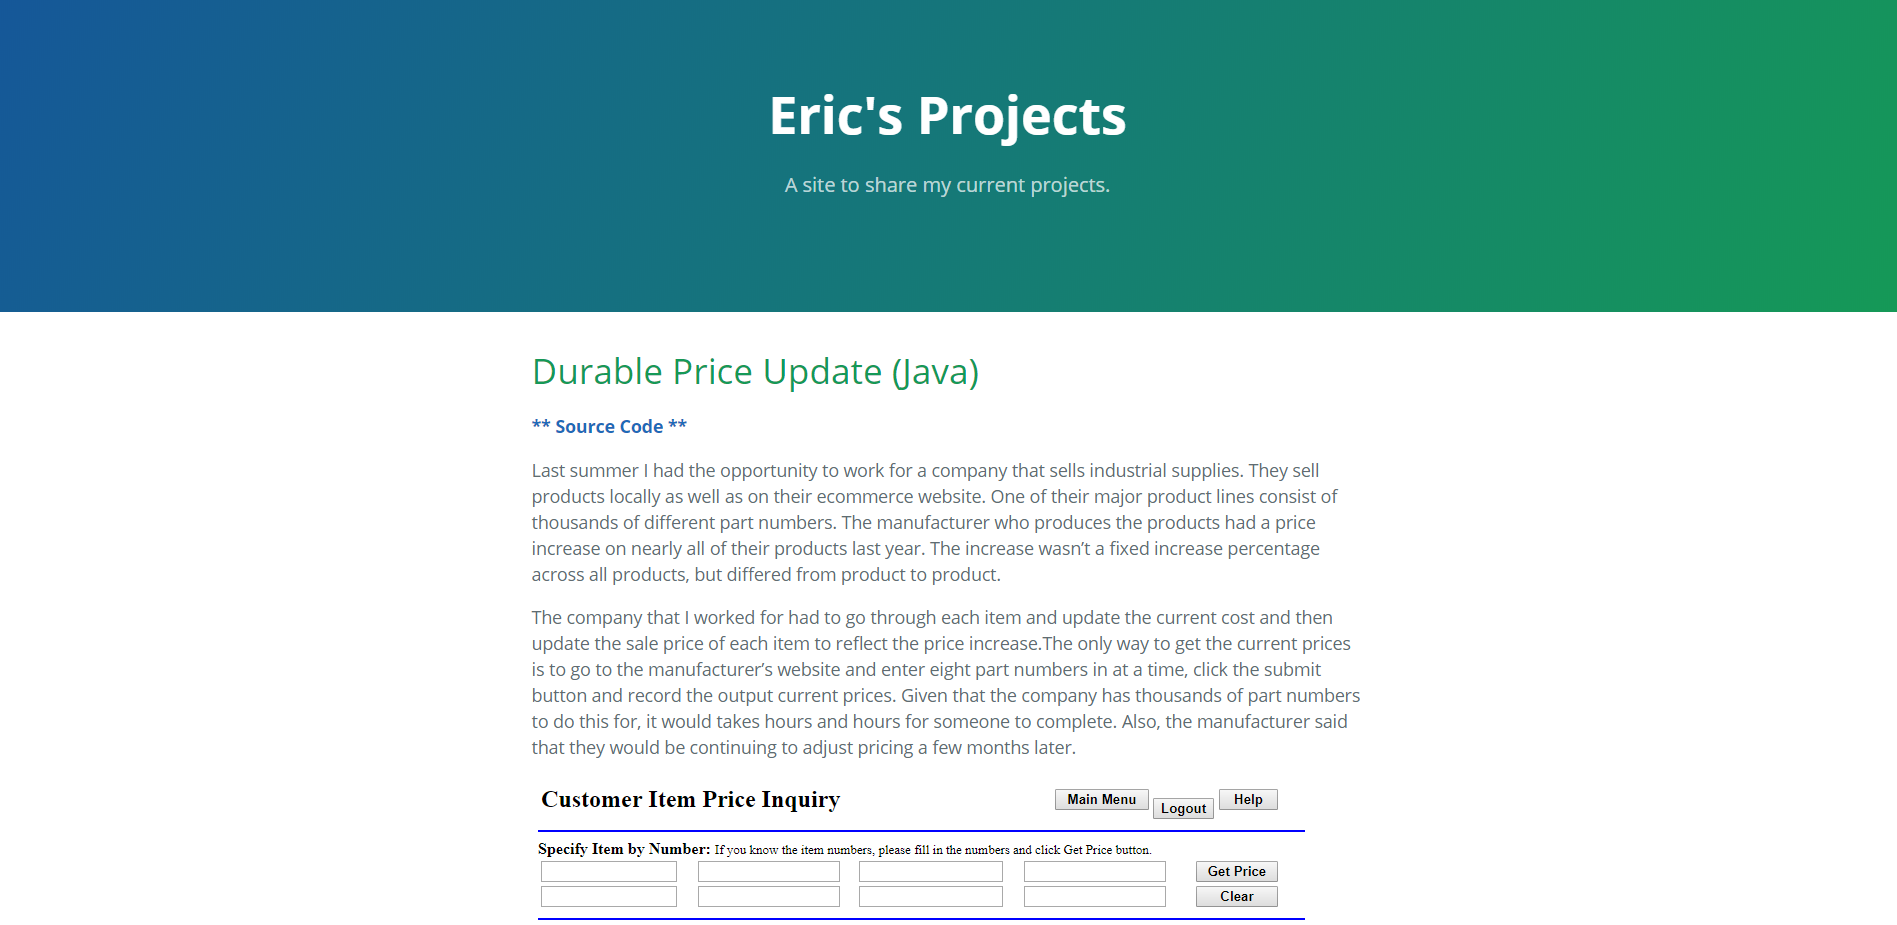 Eric's Projects
A site to share my current projects.
Durable Price Update (Java)
** Source Code **
Last summer I had the opportunity to work for a company that sells industrial supplies. They sell
products locally as well as on their ecommerce website. One of their major product lines consist of
thousands of different part numbers. The manufacturer who produces the products had a price
increase on nearly all of their products last year. The increase wasn’t a fixed increase percentage
across all products, but differed from product to product.
The company that I worked for had to go through each item and update the current cost and then
update the sale price of each item to reflect the price increase.The only way to get the current prices
is to go to the manufacturer’s website and enter eight part numbers in at a time, click the submit
button and record the output current prices. Given that the company has thousands of part numbers
to do this for, it would takes hours and hours for someone to complete. Also, the manufacturer said
that they would be continuing to adjust pricing a few months later.
Customer Item Price Inquiry
Main Menu Logout Help
Specify Item by Number: If you know the item numbers, please fill in the numbers and click Get Price button.
Get Price
Clear